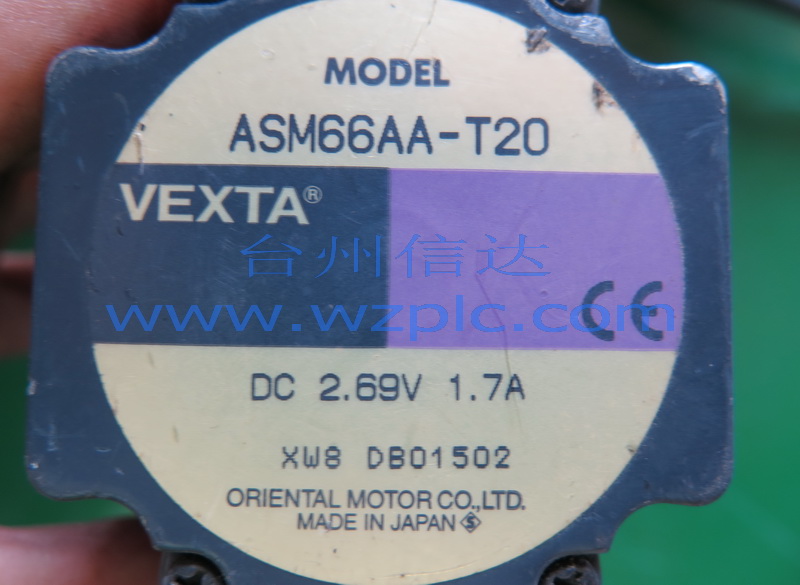 MODEL
ASM66AA-T20
VEXTA®
台州信达
www.wzplc.com
CE
DC 2.69V 1.7A
XW8 DB01502
ORIENTAL MOTOR CO.,LTD.
MADE IN JAPAN S